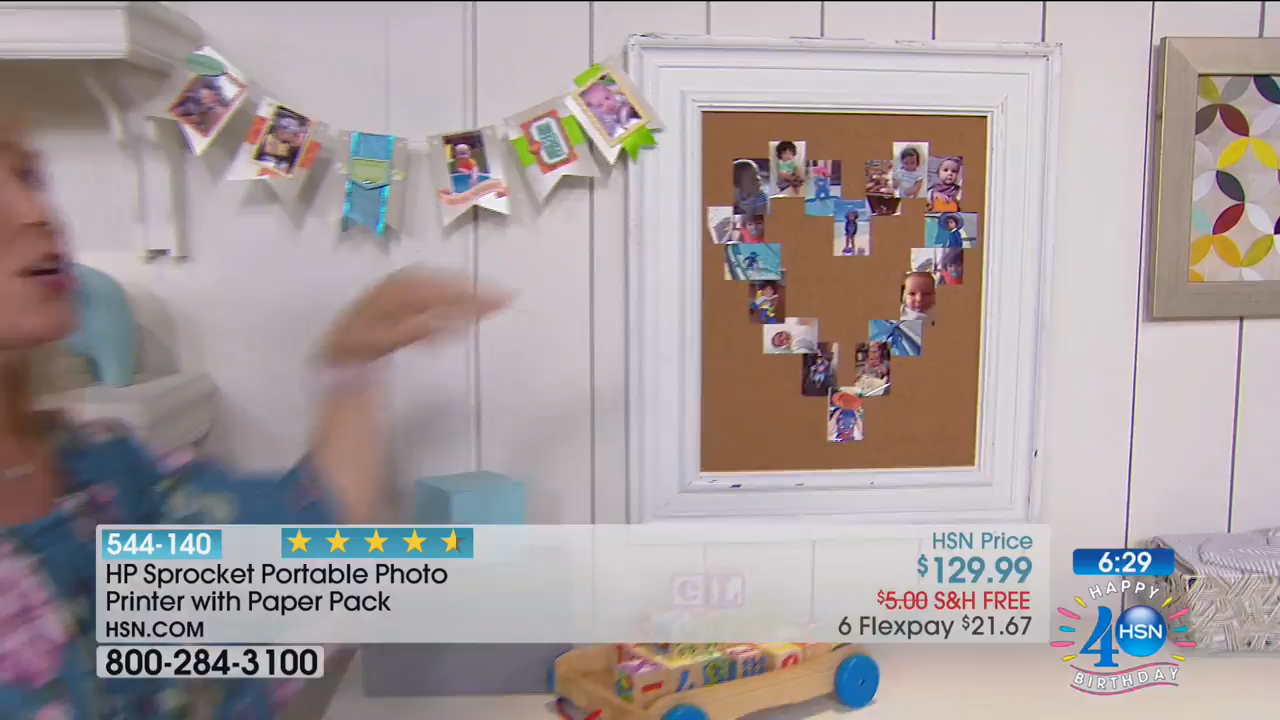 544-140
HP Sprocket Portable Photo
Printer with Paper Pack
HSN.COM
800-284-3100
HSN Price
$129.99
$5.00 S&H FREE
6 Flexpay $21.67
6:29
HAPPY
40 HSN
BIRTHDAY
CL